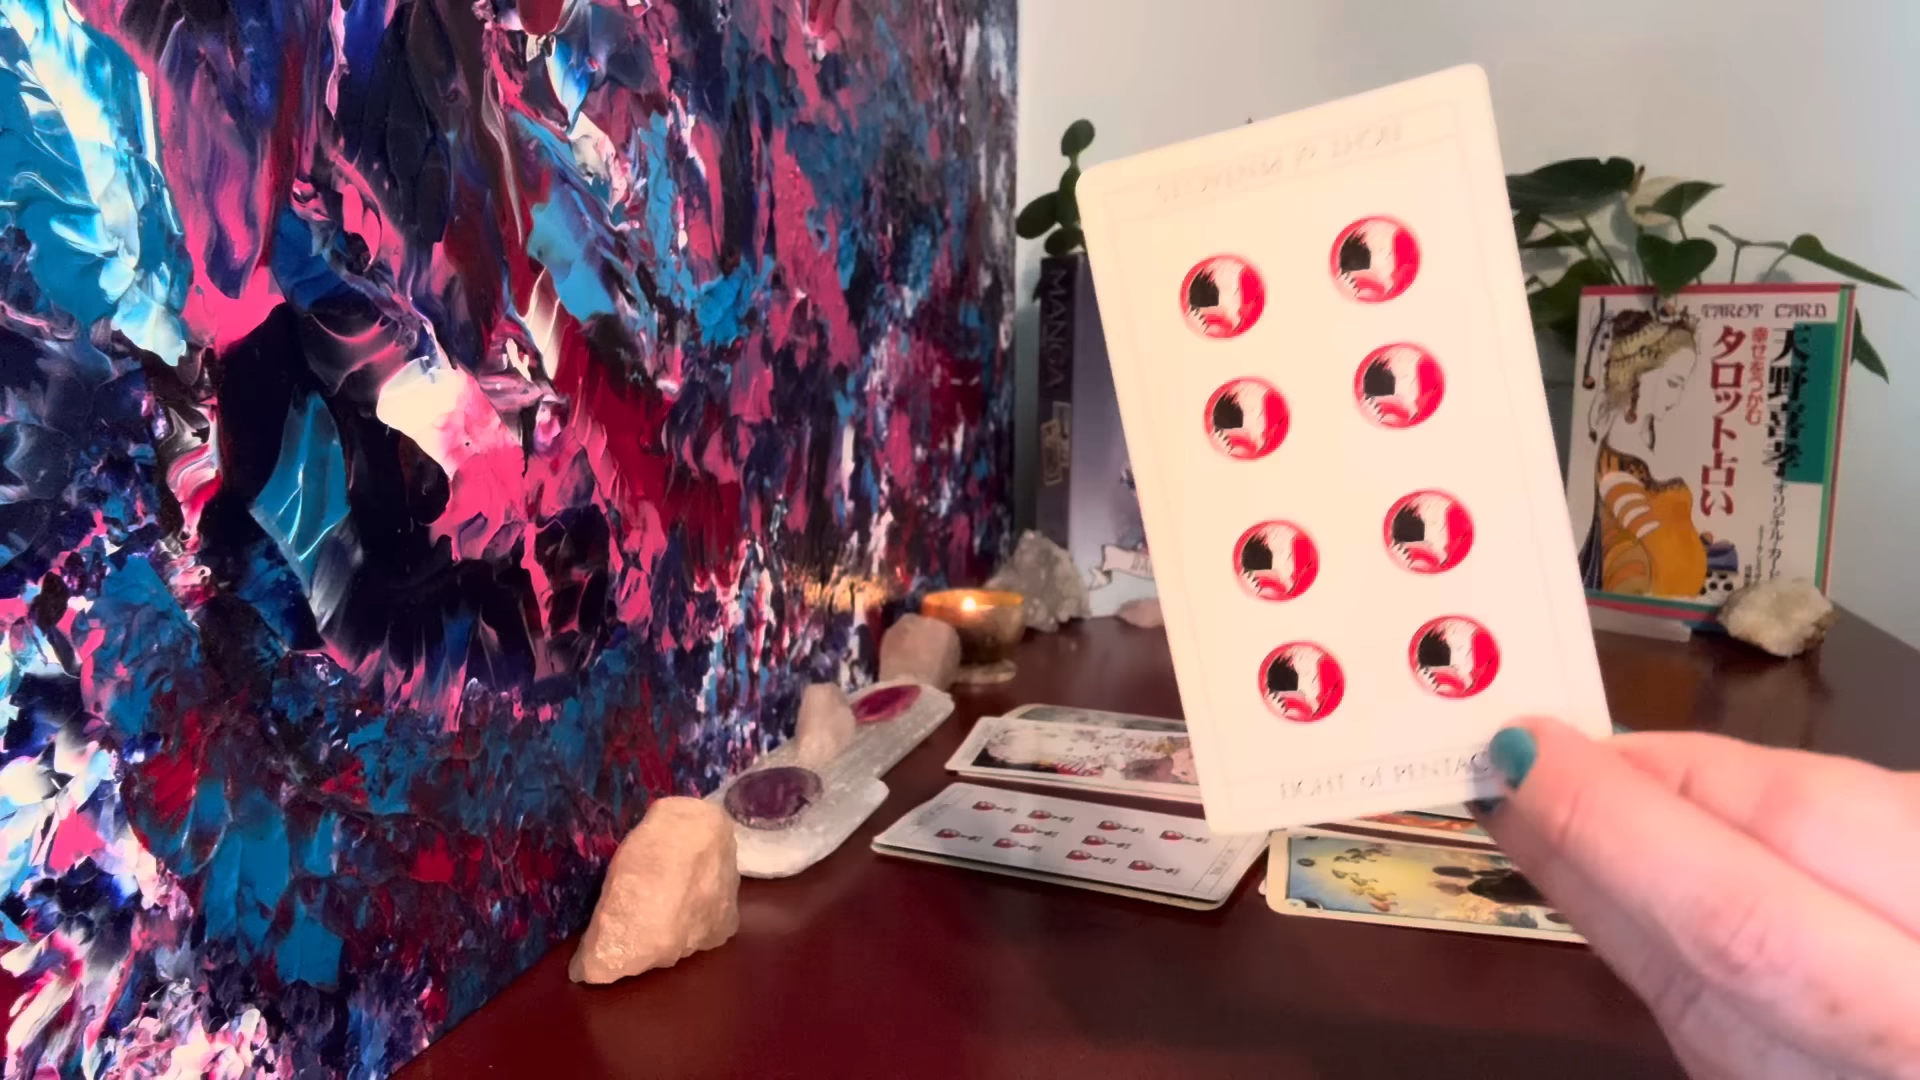 EIGHT of PENTACLES
EIGHT of PENTAC
MANGA
TAROT CARD
天野喜孝
幸せをつかむ
タロット占い
オリジナル・カード